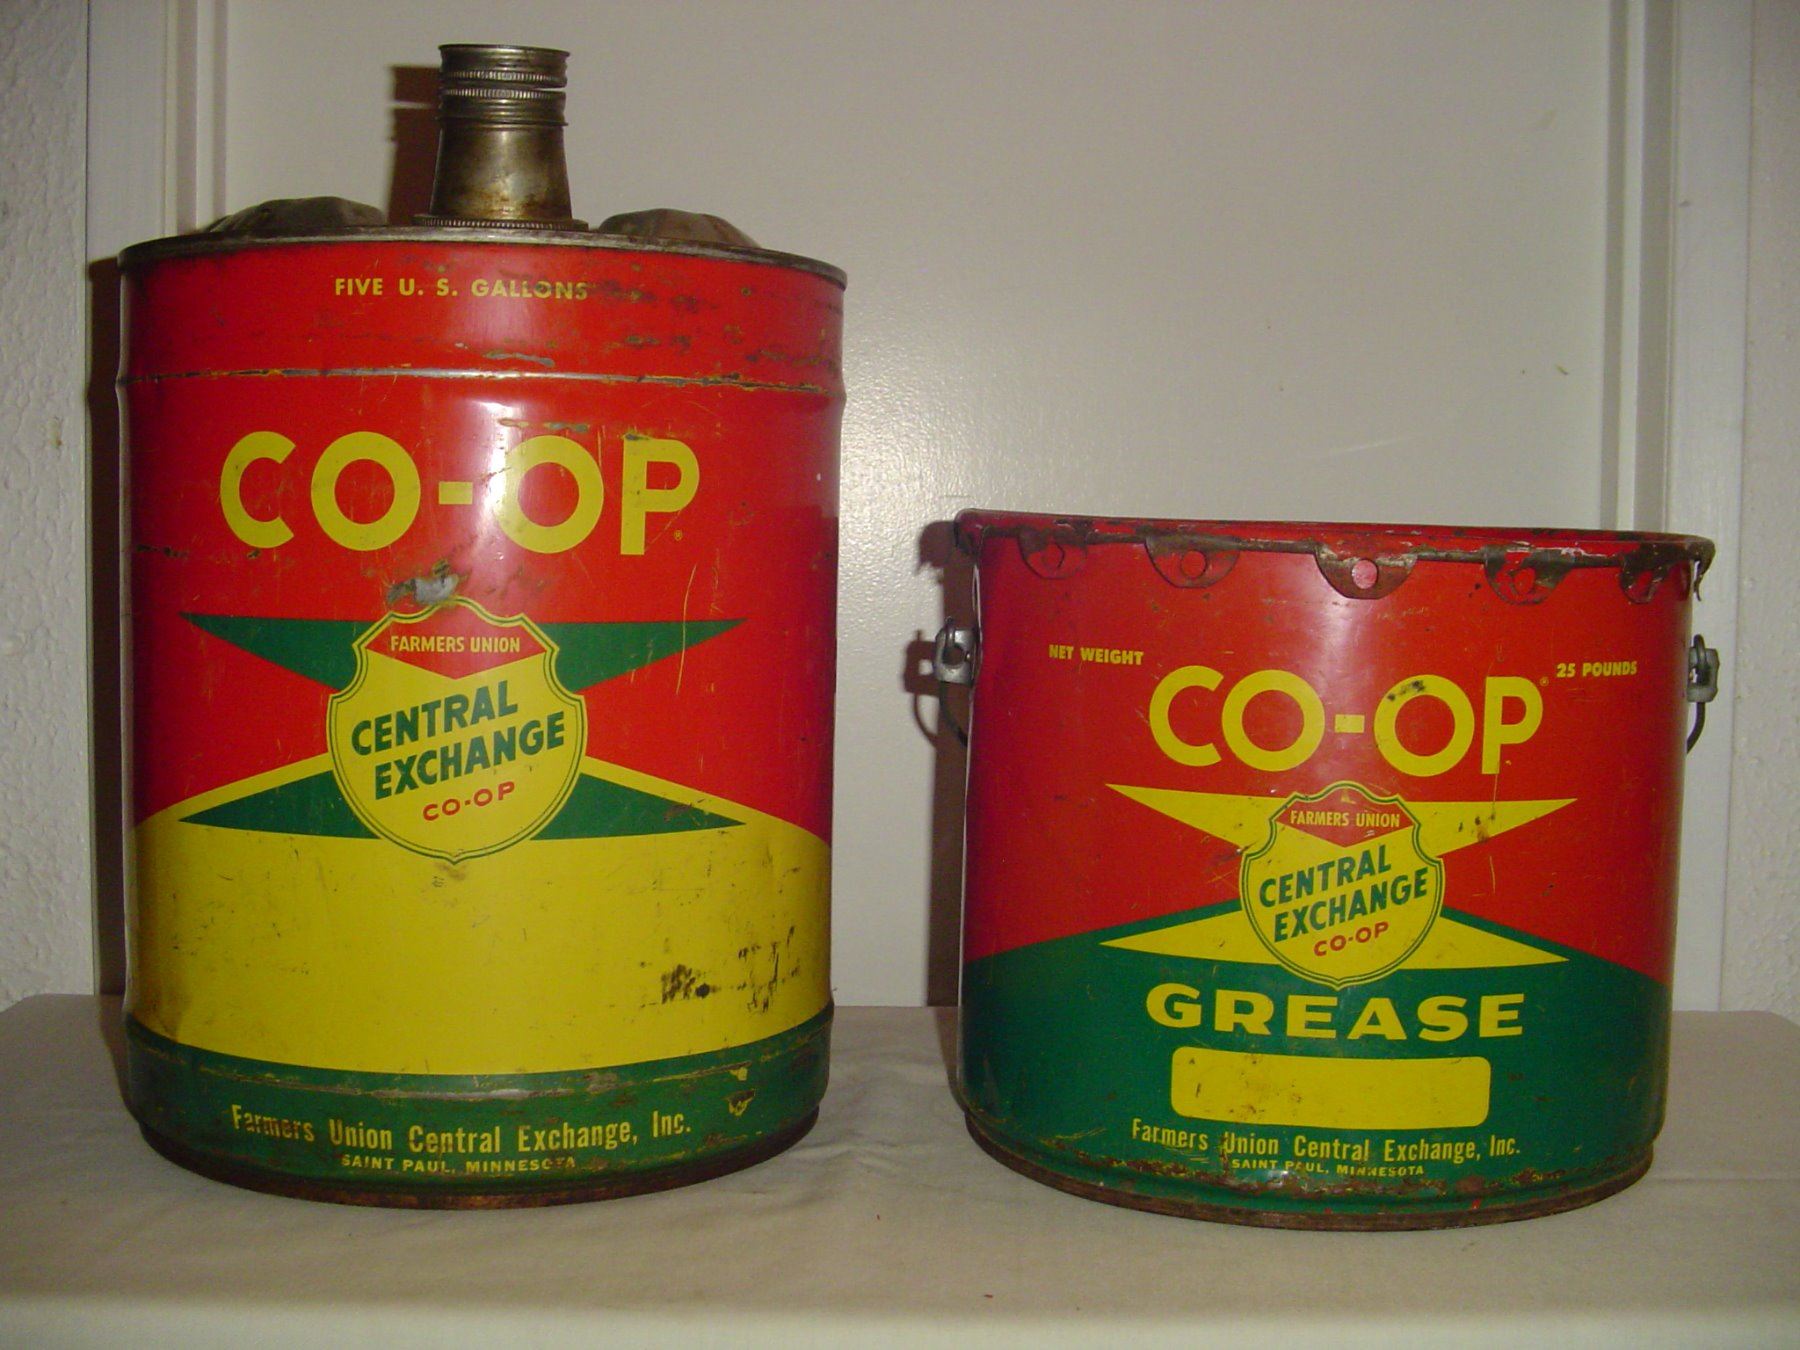 FIVE U. S. GALLONS
CO-OP®
FARMERS UNION
CENTRAL
EXCHANGE
CO-OP
Farmers Union Central Exchange, Inc.
SAINT PAUL, MINNESOTA
NET WEIGHT
25 POUNDS
CO-OP®
FARMERS UNION
CENTRAL
EXCHANGE
CO-OP
GREASE
Farmers Union Central Exchange, Inc.
SAINT PAUL, MINNESOTA